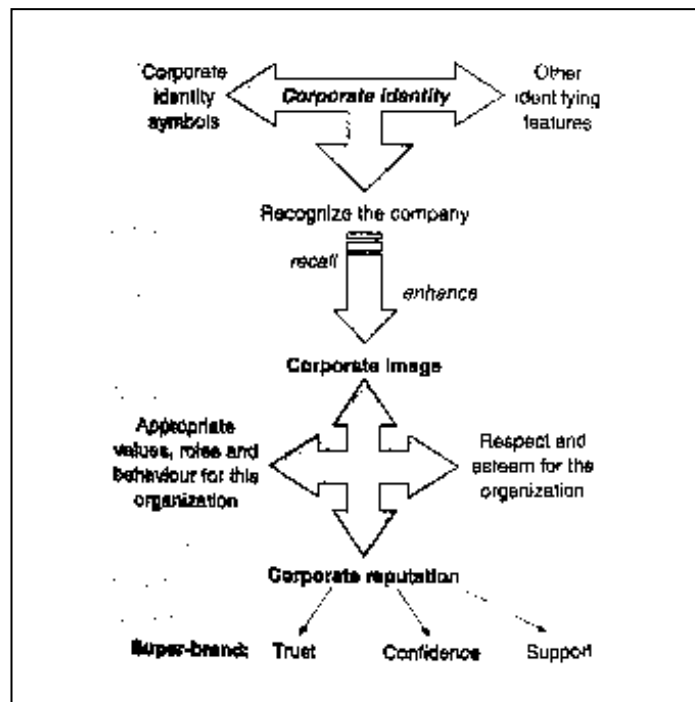 Corporate
identity
symbols
Corporate identity
Other
identifying
features
Recognize the company
recall
enhance
Corporate image
Appropriate
values, roles and
behaviour for this
organization
Respect and
esteem for the
organization
Corporate reputation
Super-brand: Trust Confidence Support